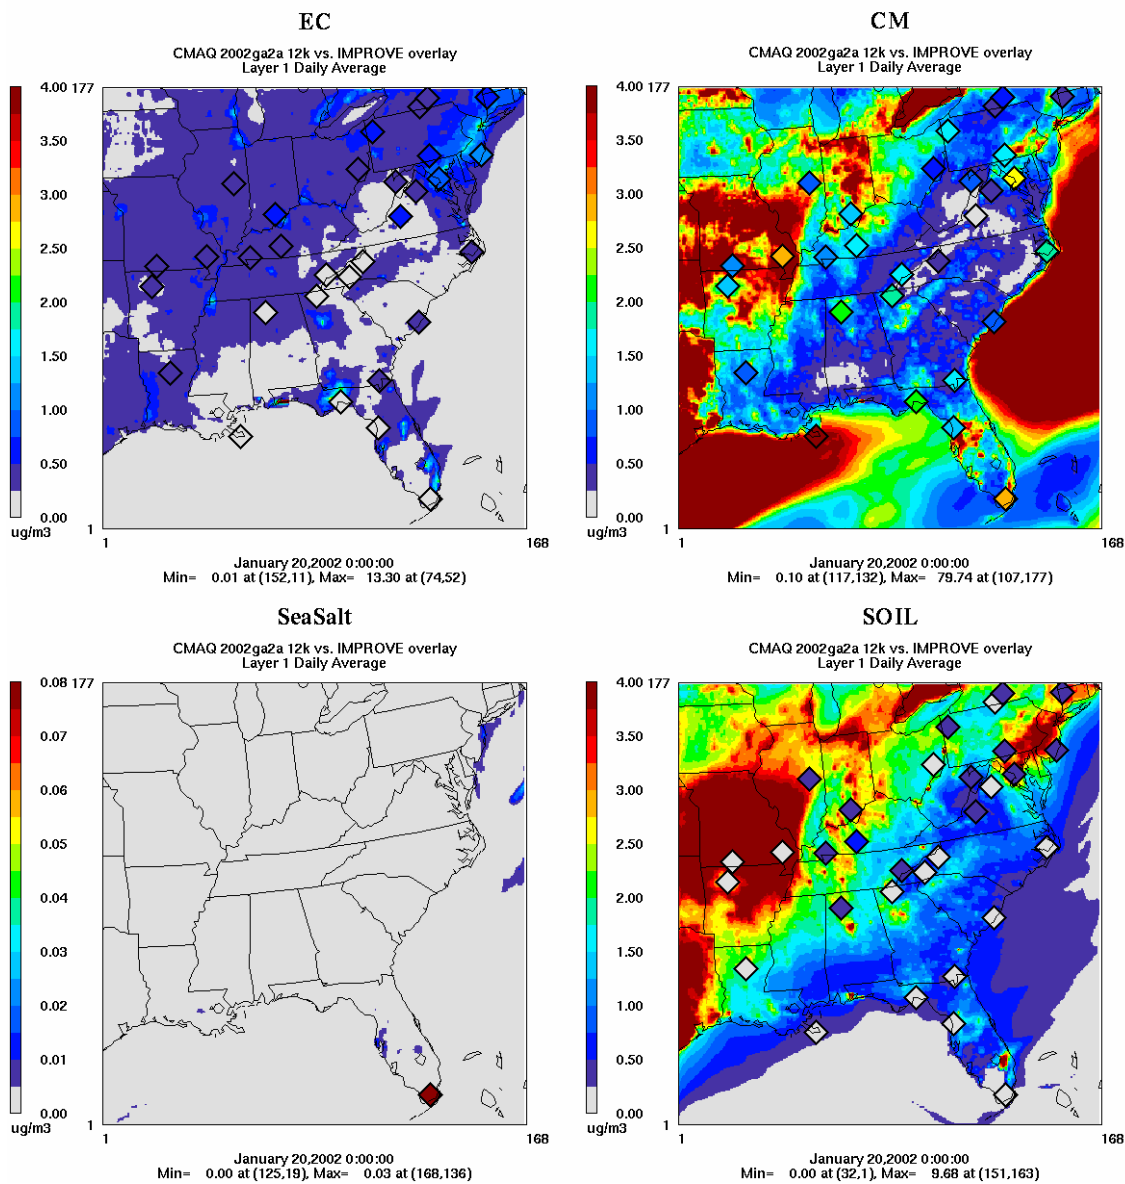 EC
CMAQ 2002ga2a 12k vs. IMPROVE overlay
Layer 1 Daily Average
4.00 177
3.50
3.00
2.50
2.00
1.50
1.00
0.50
0.00
ug/m3
1
1
168
January 20,2002 0:00:00
Min= 0.01 at (152,11), Max= 13.30 at (74,52)
CM
CMAQ 2002ga2a 12k vs. IMPROVE overlay
Layer 1 Daily Average
4.00 177
3.50
3.00
2.50
2.00
1.50
1.00
0.50
0.00
ug/m3
1
1
168
January 20,2002 0:00:00
Min= 0.10 at (117,132), Max= 79.74 at (107,177)
SeaSalt
CMAQ 2002ga2a 12k vs. IMPROVE overlay
Layer 1 Daily Average
0.08 177
0.07
0.06
0.05
0.04
0.03
0.02
0.01
0.00
ug/m3
1
1
168
January 20,2002 0:00:00
Min= 0.00 at (125,19), Max= 0.03 at (168,136)
SOIL
CMAQ 2002ga2a 12k vs. IMPROVE overlay
Layer 1 Daily Average
4.00 177
3.50
3.00
2.50
2.00
1.50
1.00
0.50
0.00
ug/m3
1
1
168
January 20,2002 0:00:00
Min= 0.00 at (32,1), Max= 9.68 at (151,163)